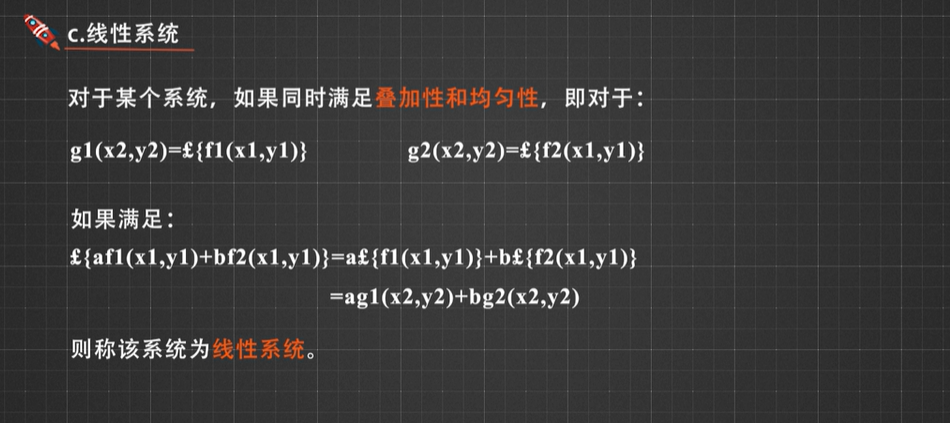 c.线性系统
对于某个系统，如果同时满足叠加性和均匀性，即对于：
g1(x2,y2)=£{f1(x1,y1)} g2(x2,y2)=£{f2(x1,y1)}
如果满足：
£{af1(x1,y1)+bf2(x1,y1)}=a£{f1(x1,y1)}+b£{f2(x1,y1)}
=ag1(x2,y2)+bg2(x2,y2)
则称该系统为线性系统。